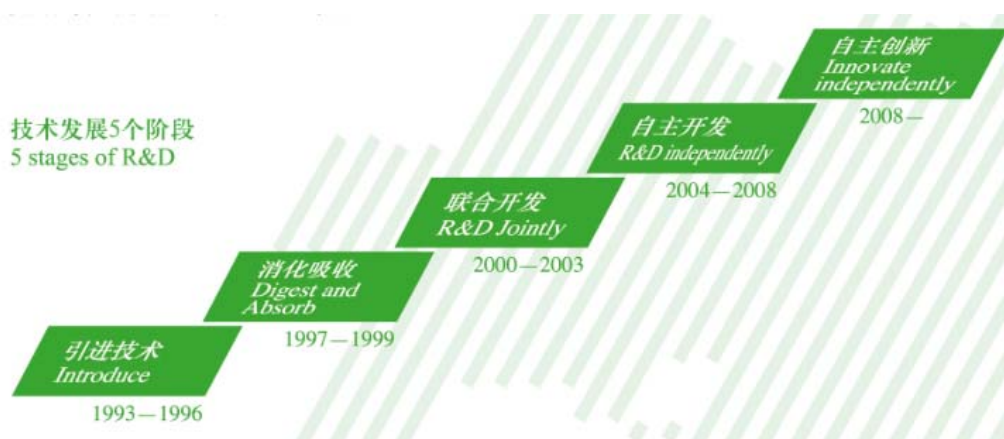 技术发展5个阶段
5 stages of R&D
引进技术
Introduce
1993—1996
消化吸收
Digest and
Absorb
1997—1999
联合开发
R&D Jointly
2000—2003
自主开发
R&D independently
2004—2008
自主创新
Innovate
independently
2008—